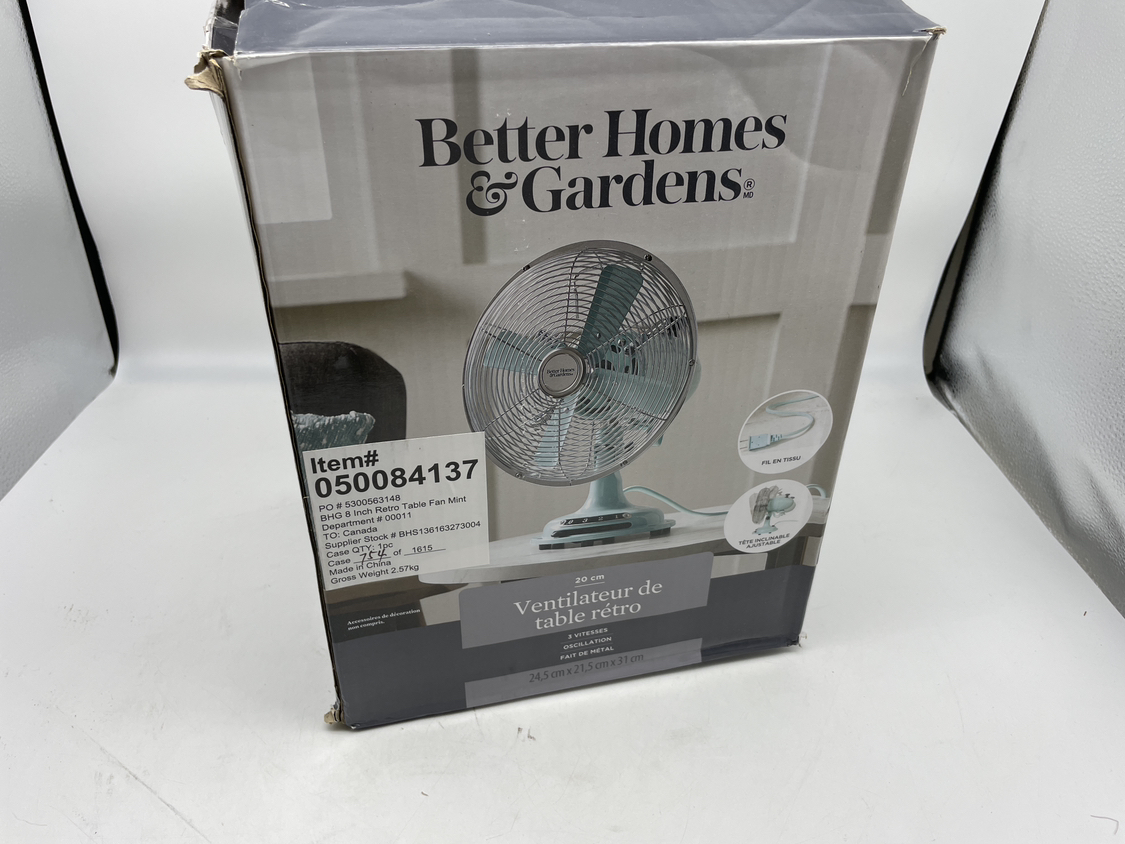 Better Homes
& Gardens®
MD
Better Homes
& Gardens
FIL EN TISSU
TÊTE INCLINABLE
AJUSTABLE
Item#
050084137
PO # 5300563148
BHG 8 Inch Retro Table Fan Mint
Department # 00011
TO: Canada
Supplier Stock # BHS136163273004
Case QTY: 1pc
Case 754 of 1615
Made in China
Gross Weight 2.57kg
Accessoires de décoration
non compris.
20 cm
Ventilateur de
table rétro
3 VITESSES
OSCILLATION
FAIT DE MÉTAL
24,5 cm x 21,5 cm x 31 cm